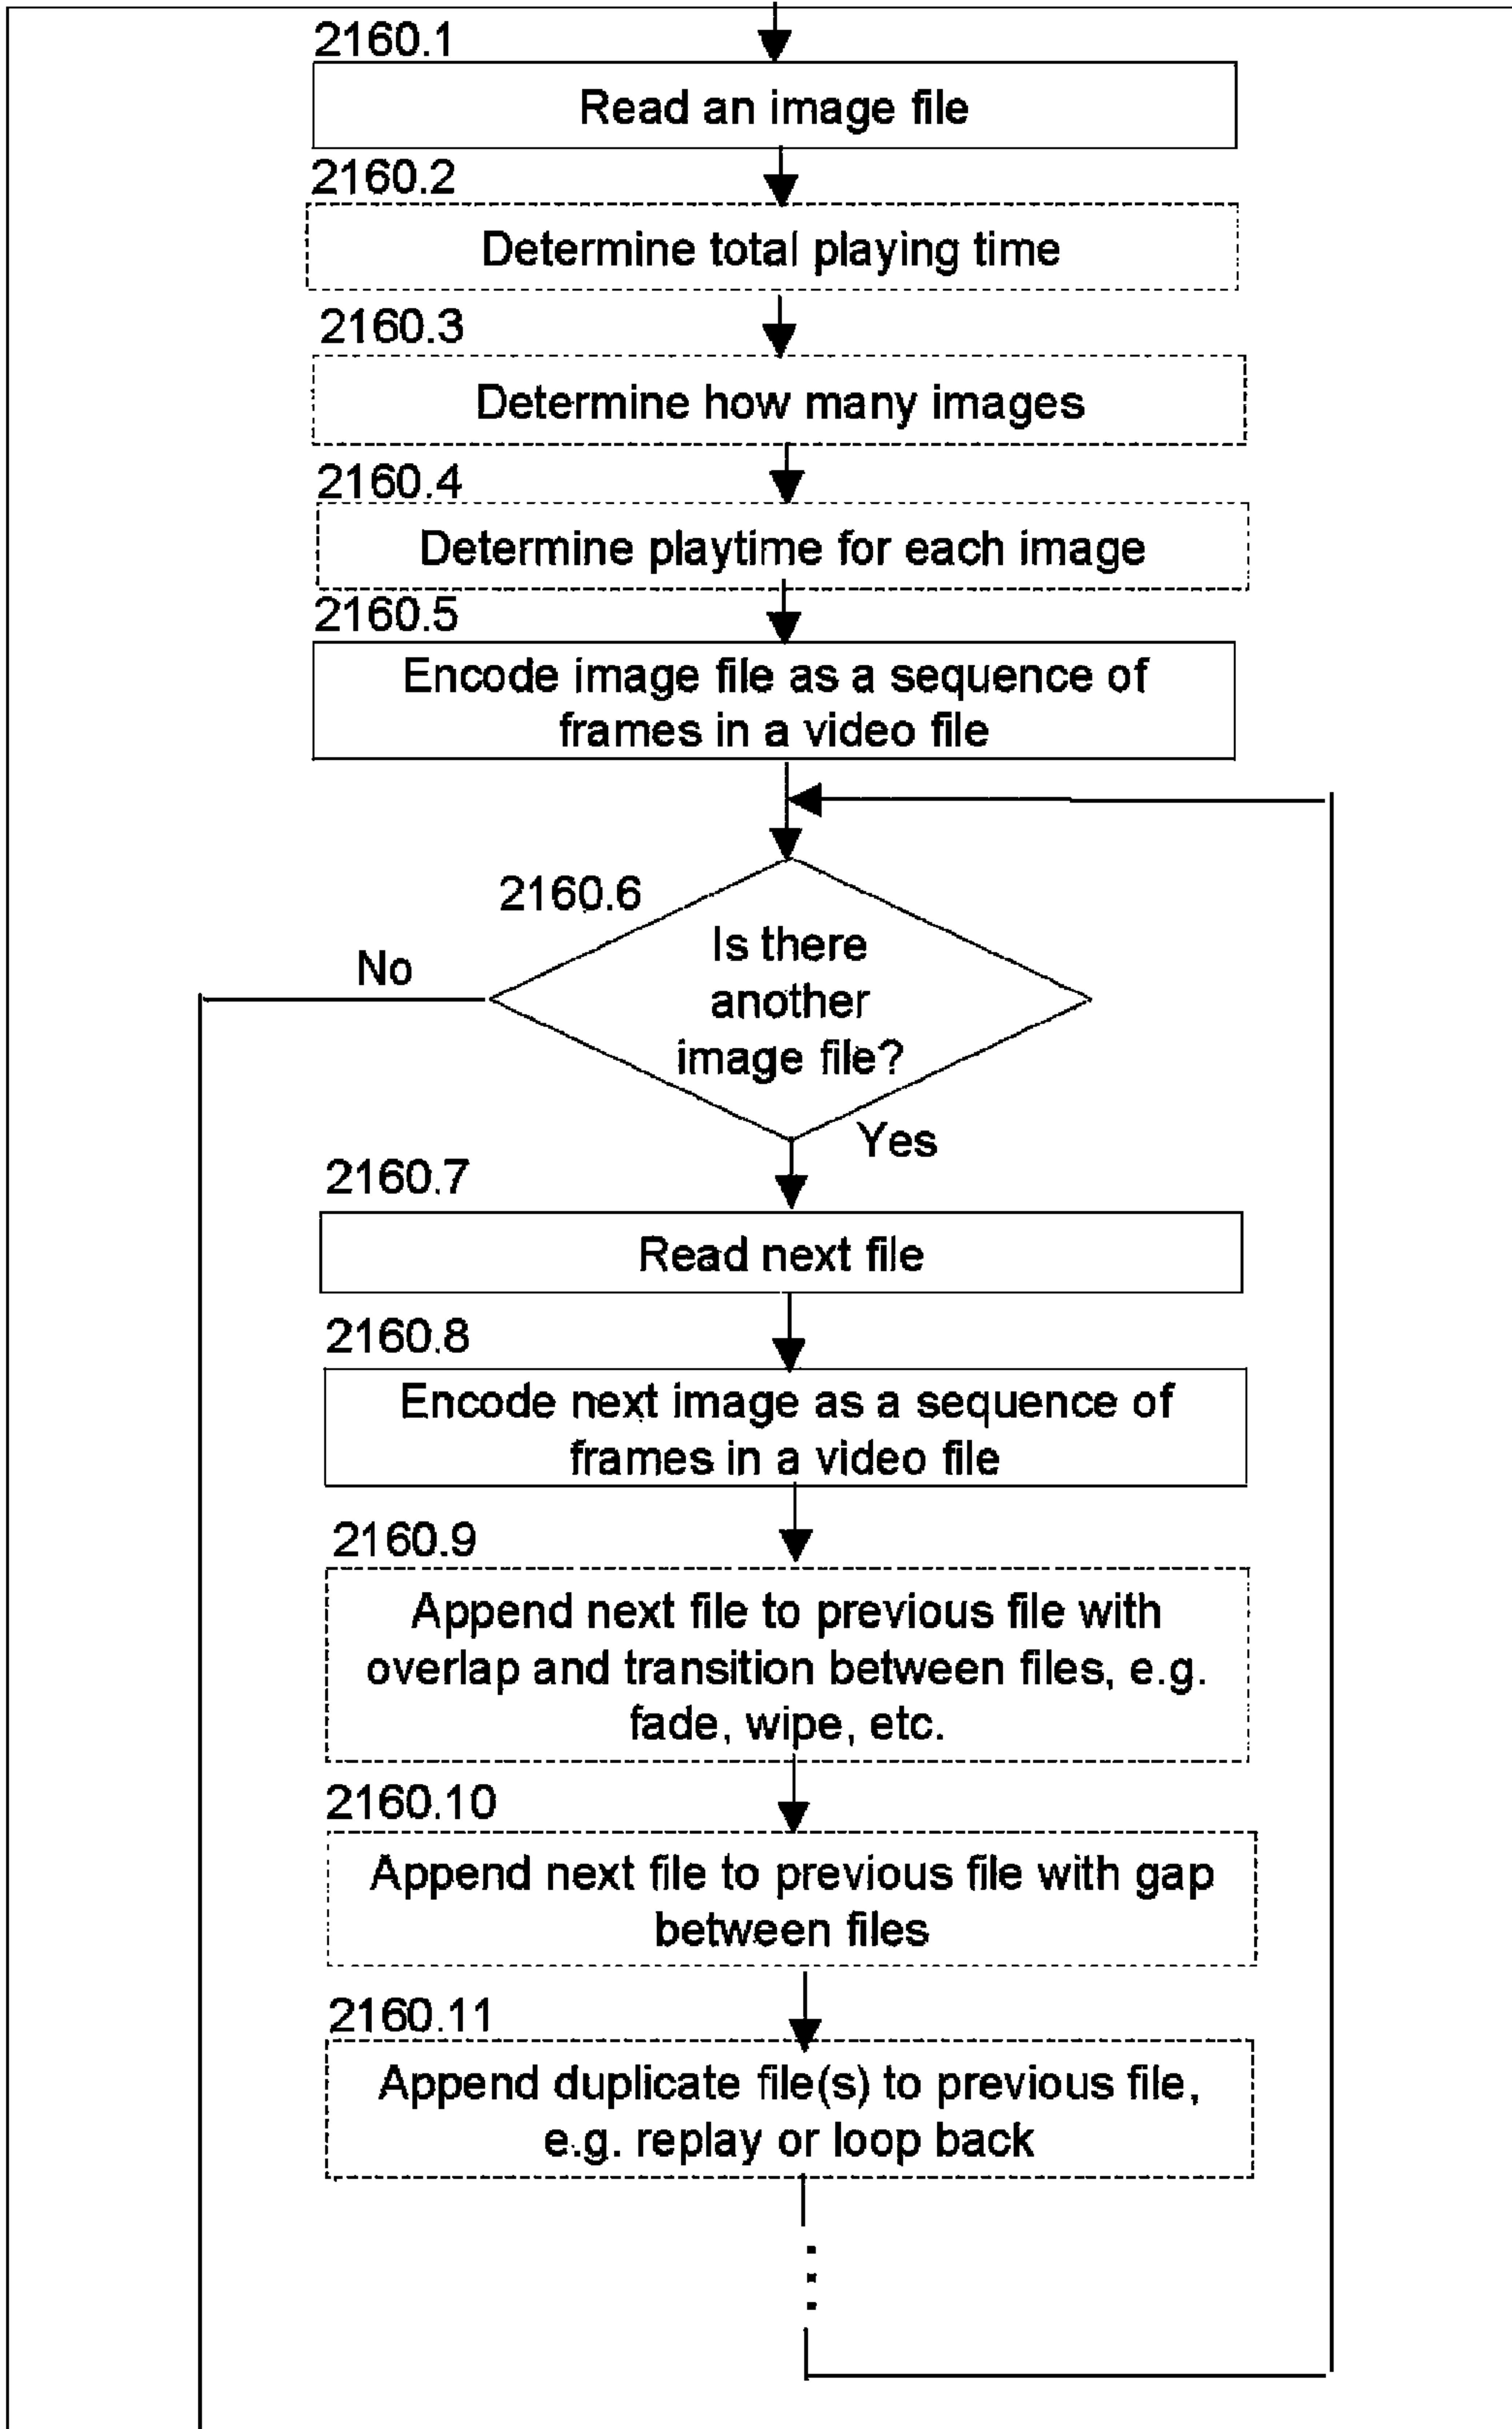 2160.1
Read an image file
2160.2
Determine total playing time
2160.3
Determine how many images
2160.4
Determine playtime for each image
2160.5
Encode image file as a sequence of
frames in a video file
2160.6
Is there
another
image file?
No
Yes
2160.7
Read next file
2160.8
Encode next image as a sequence of
frames in a video file
2160.9
Append next file to previous file with
overlap and transition between files, e.g.
fade, wipe, etc.
2160.10
Append next file to previous file with gap
between files
2160.11
Append duplicate file(s) to previous file,
e.g. replay or loop back